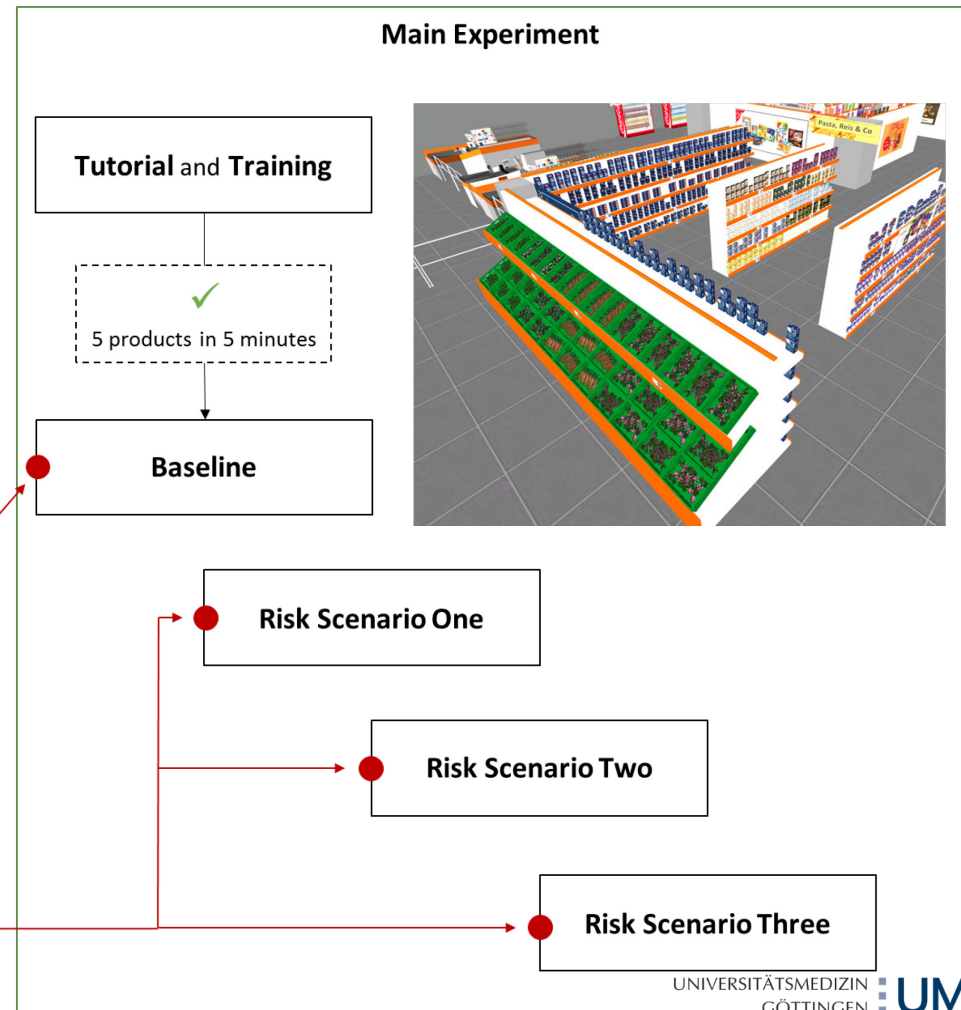 Main Experiment
Tutorial and Training
Pasta, Reis & Co
✓
5 products in 5 minutes
Baseline
Risk Scenario One
Risk Scenario Two
Risk Scenario Three
UNIVERSITÄTSMEDIZIN
GÖTTINGEN
UM